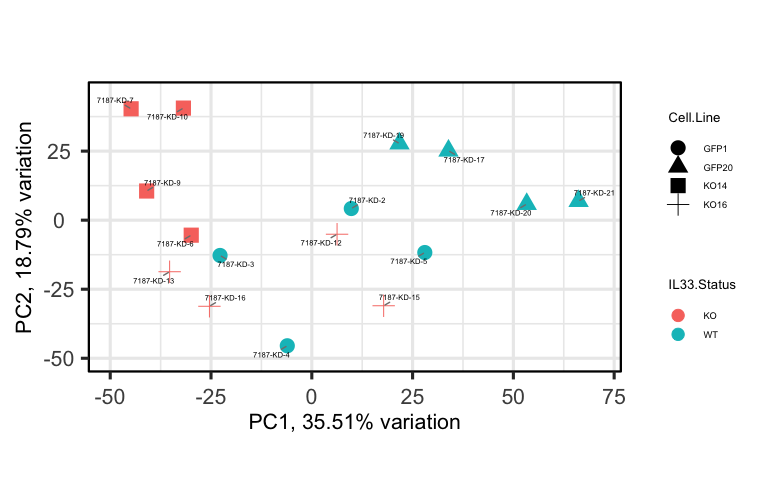 7187-KD-7
7187-KD-10
7187-KD-19
7187-KD-17
7187-KD-9
7187-KD-2
7187-KD-20
7187-KD-21
7187-KD-6
7187-KD-12
7187-KD-3
7187-KD-5
7187-KD-13
7187-KD-16
7187-KD-15
7187-KD-4
25
0
-25
-50
PC2, 18.79% variation
-50 -25 0 25 50 75
PC1, 35.51% variation
Cell.Line
GFP1
GFP20
KO14
KO16
IL33.Status
KO
WT